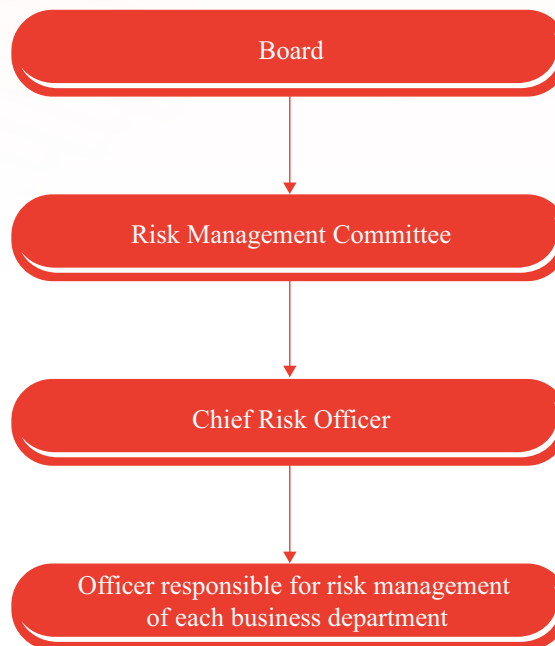 Board
Risk Management Committee
Chief Risk Officer
Officer responsible for risk management
of each business department